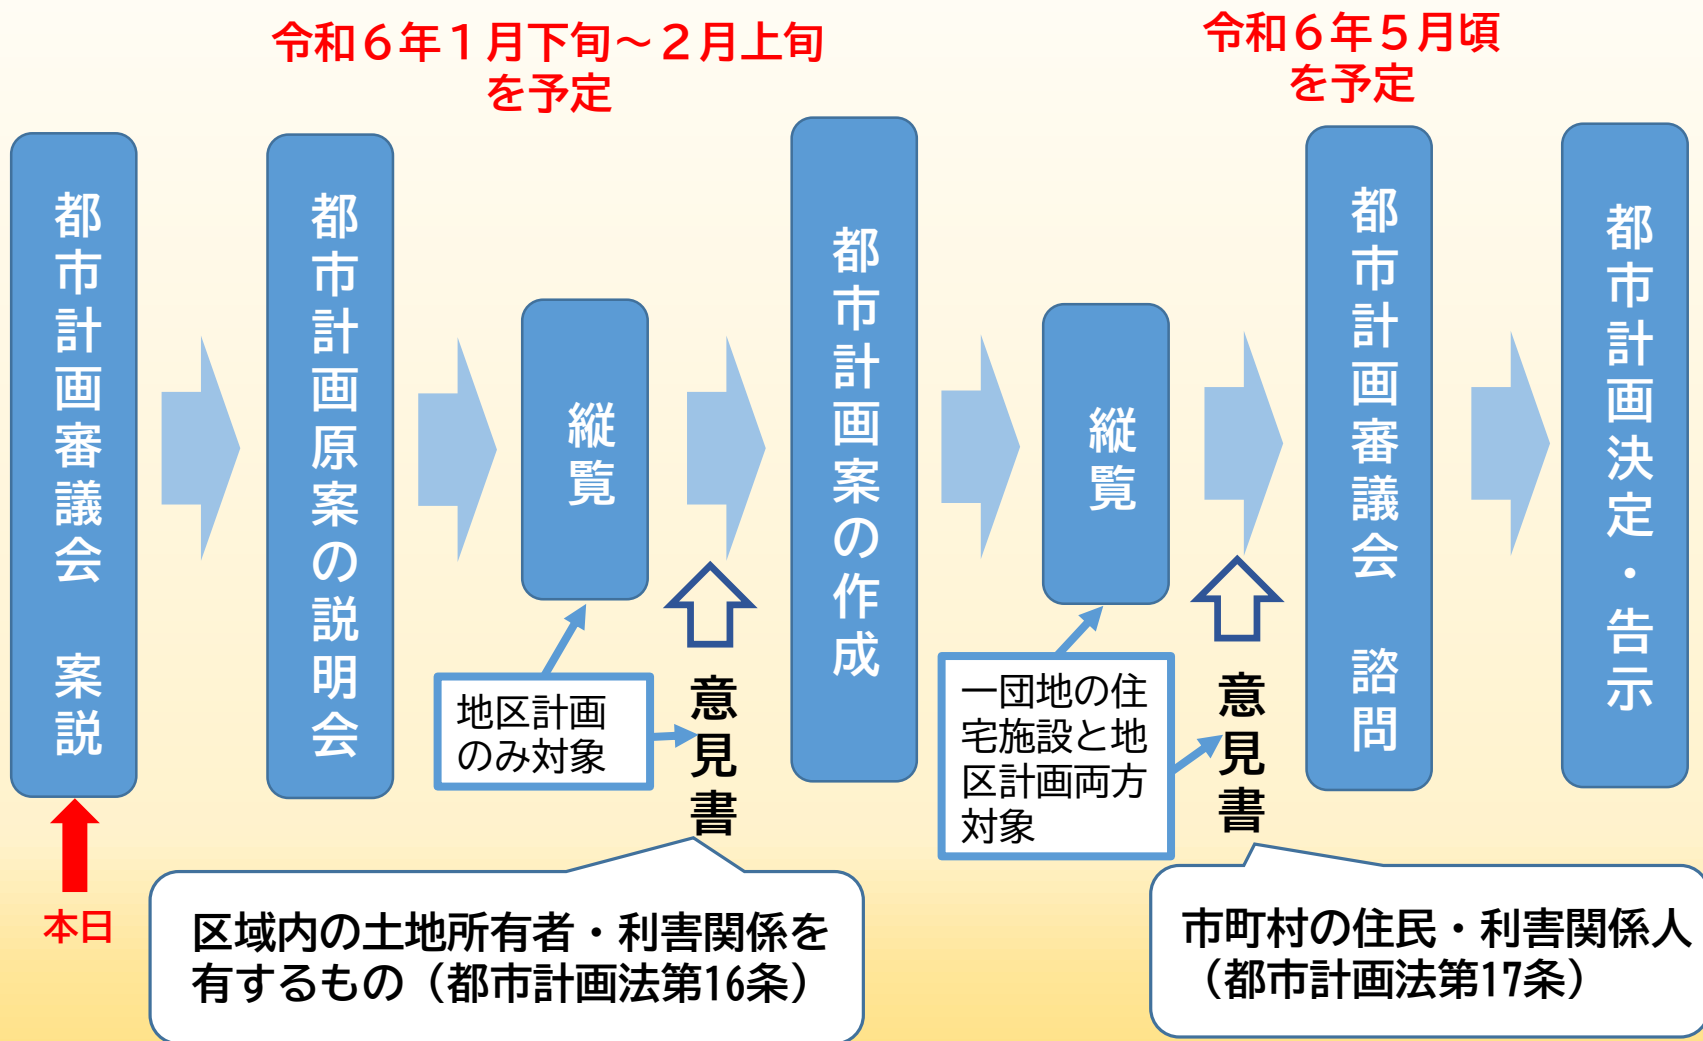 令和６年１月下旬～２月上旬
を予定
令和６年５月頃
を予定
都市計画審議会　案説
都市計画原案の説明会
縦覧
都市計画案の作成
縦覧
都市計画審議会　諮問
都市計画決定・告示
地区計画
のみ対象
意見書
一団地の住
宅施設と地
区計画両方
対象
意見書
本日
区域内の土地所有者・利害関係を
有するもの（都市計画法第16条）
市町村の住民・利害関係人
（都市計画法第17条）